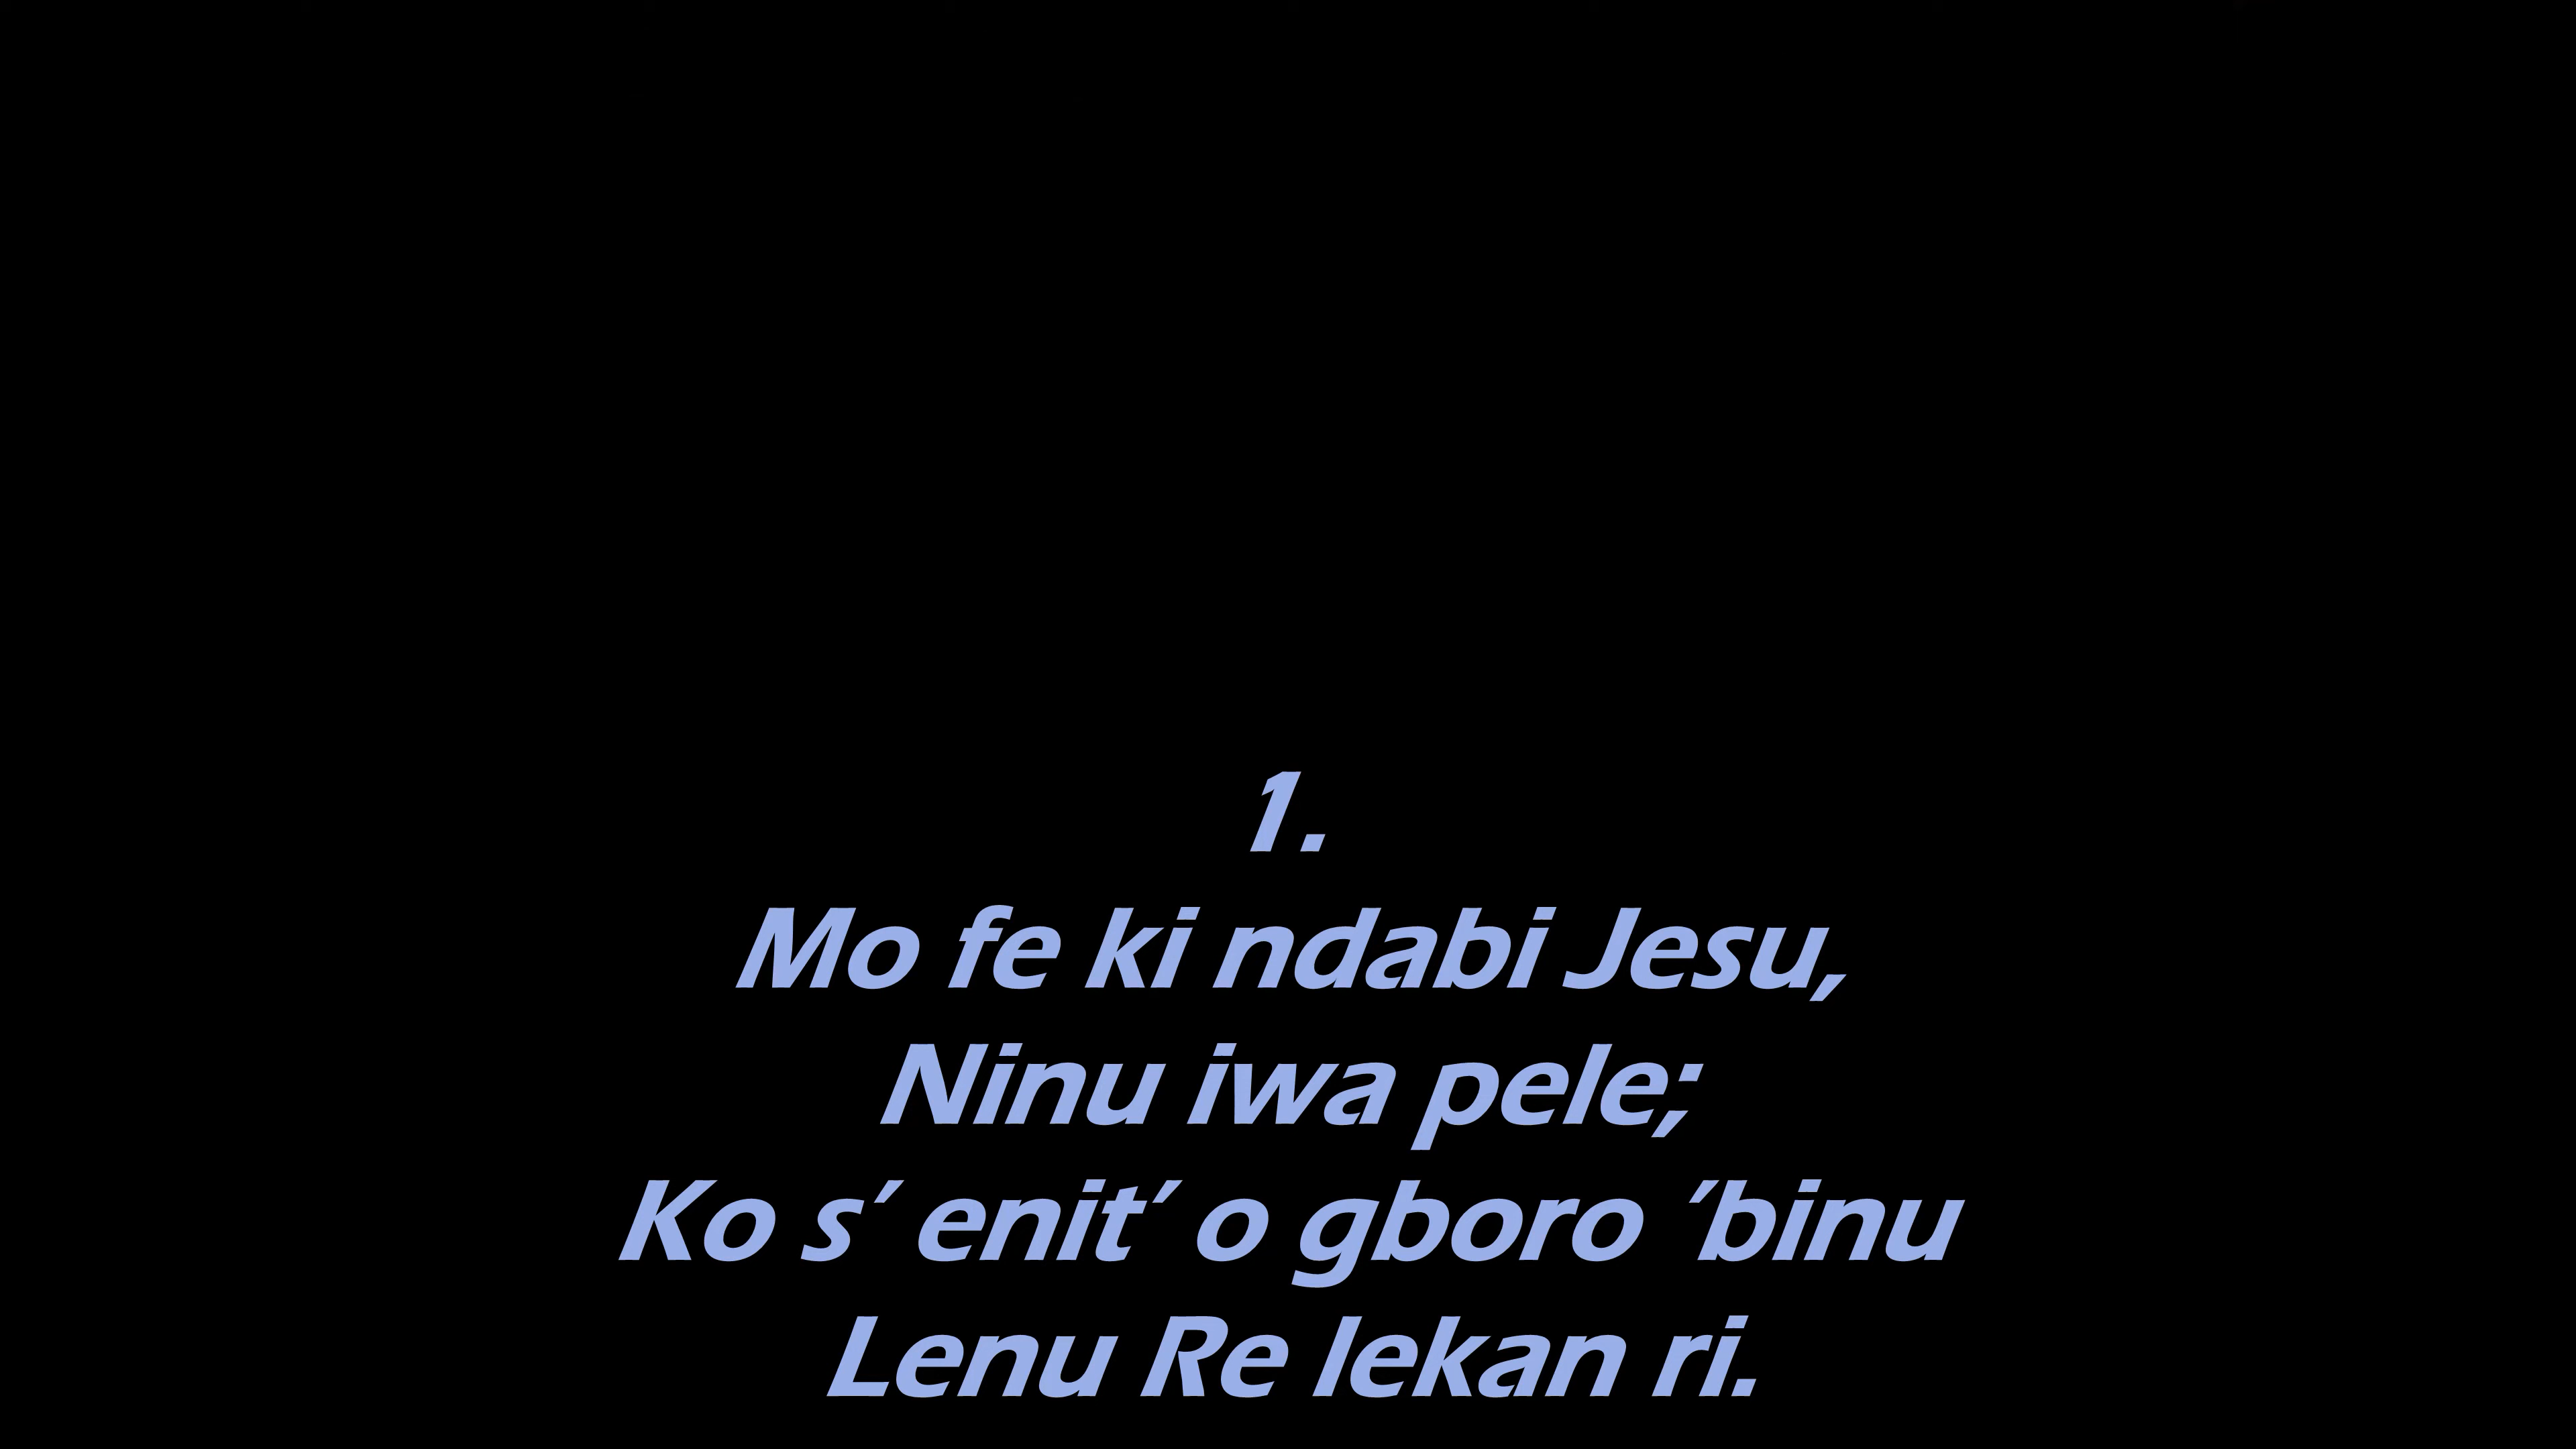 1.
Mo fe ki ndabi Jesu,
Ninu iwa pele;
Ko s’ enit’ o gboro ’binu
Lenu Re lekan ri.